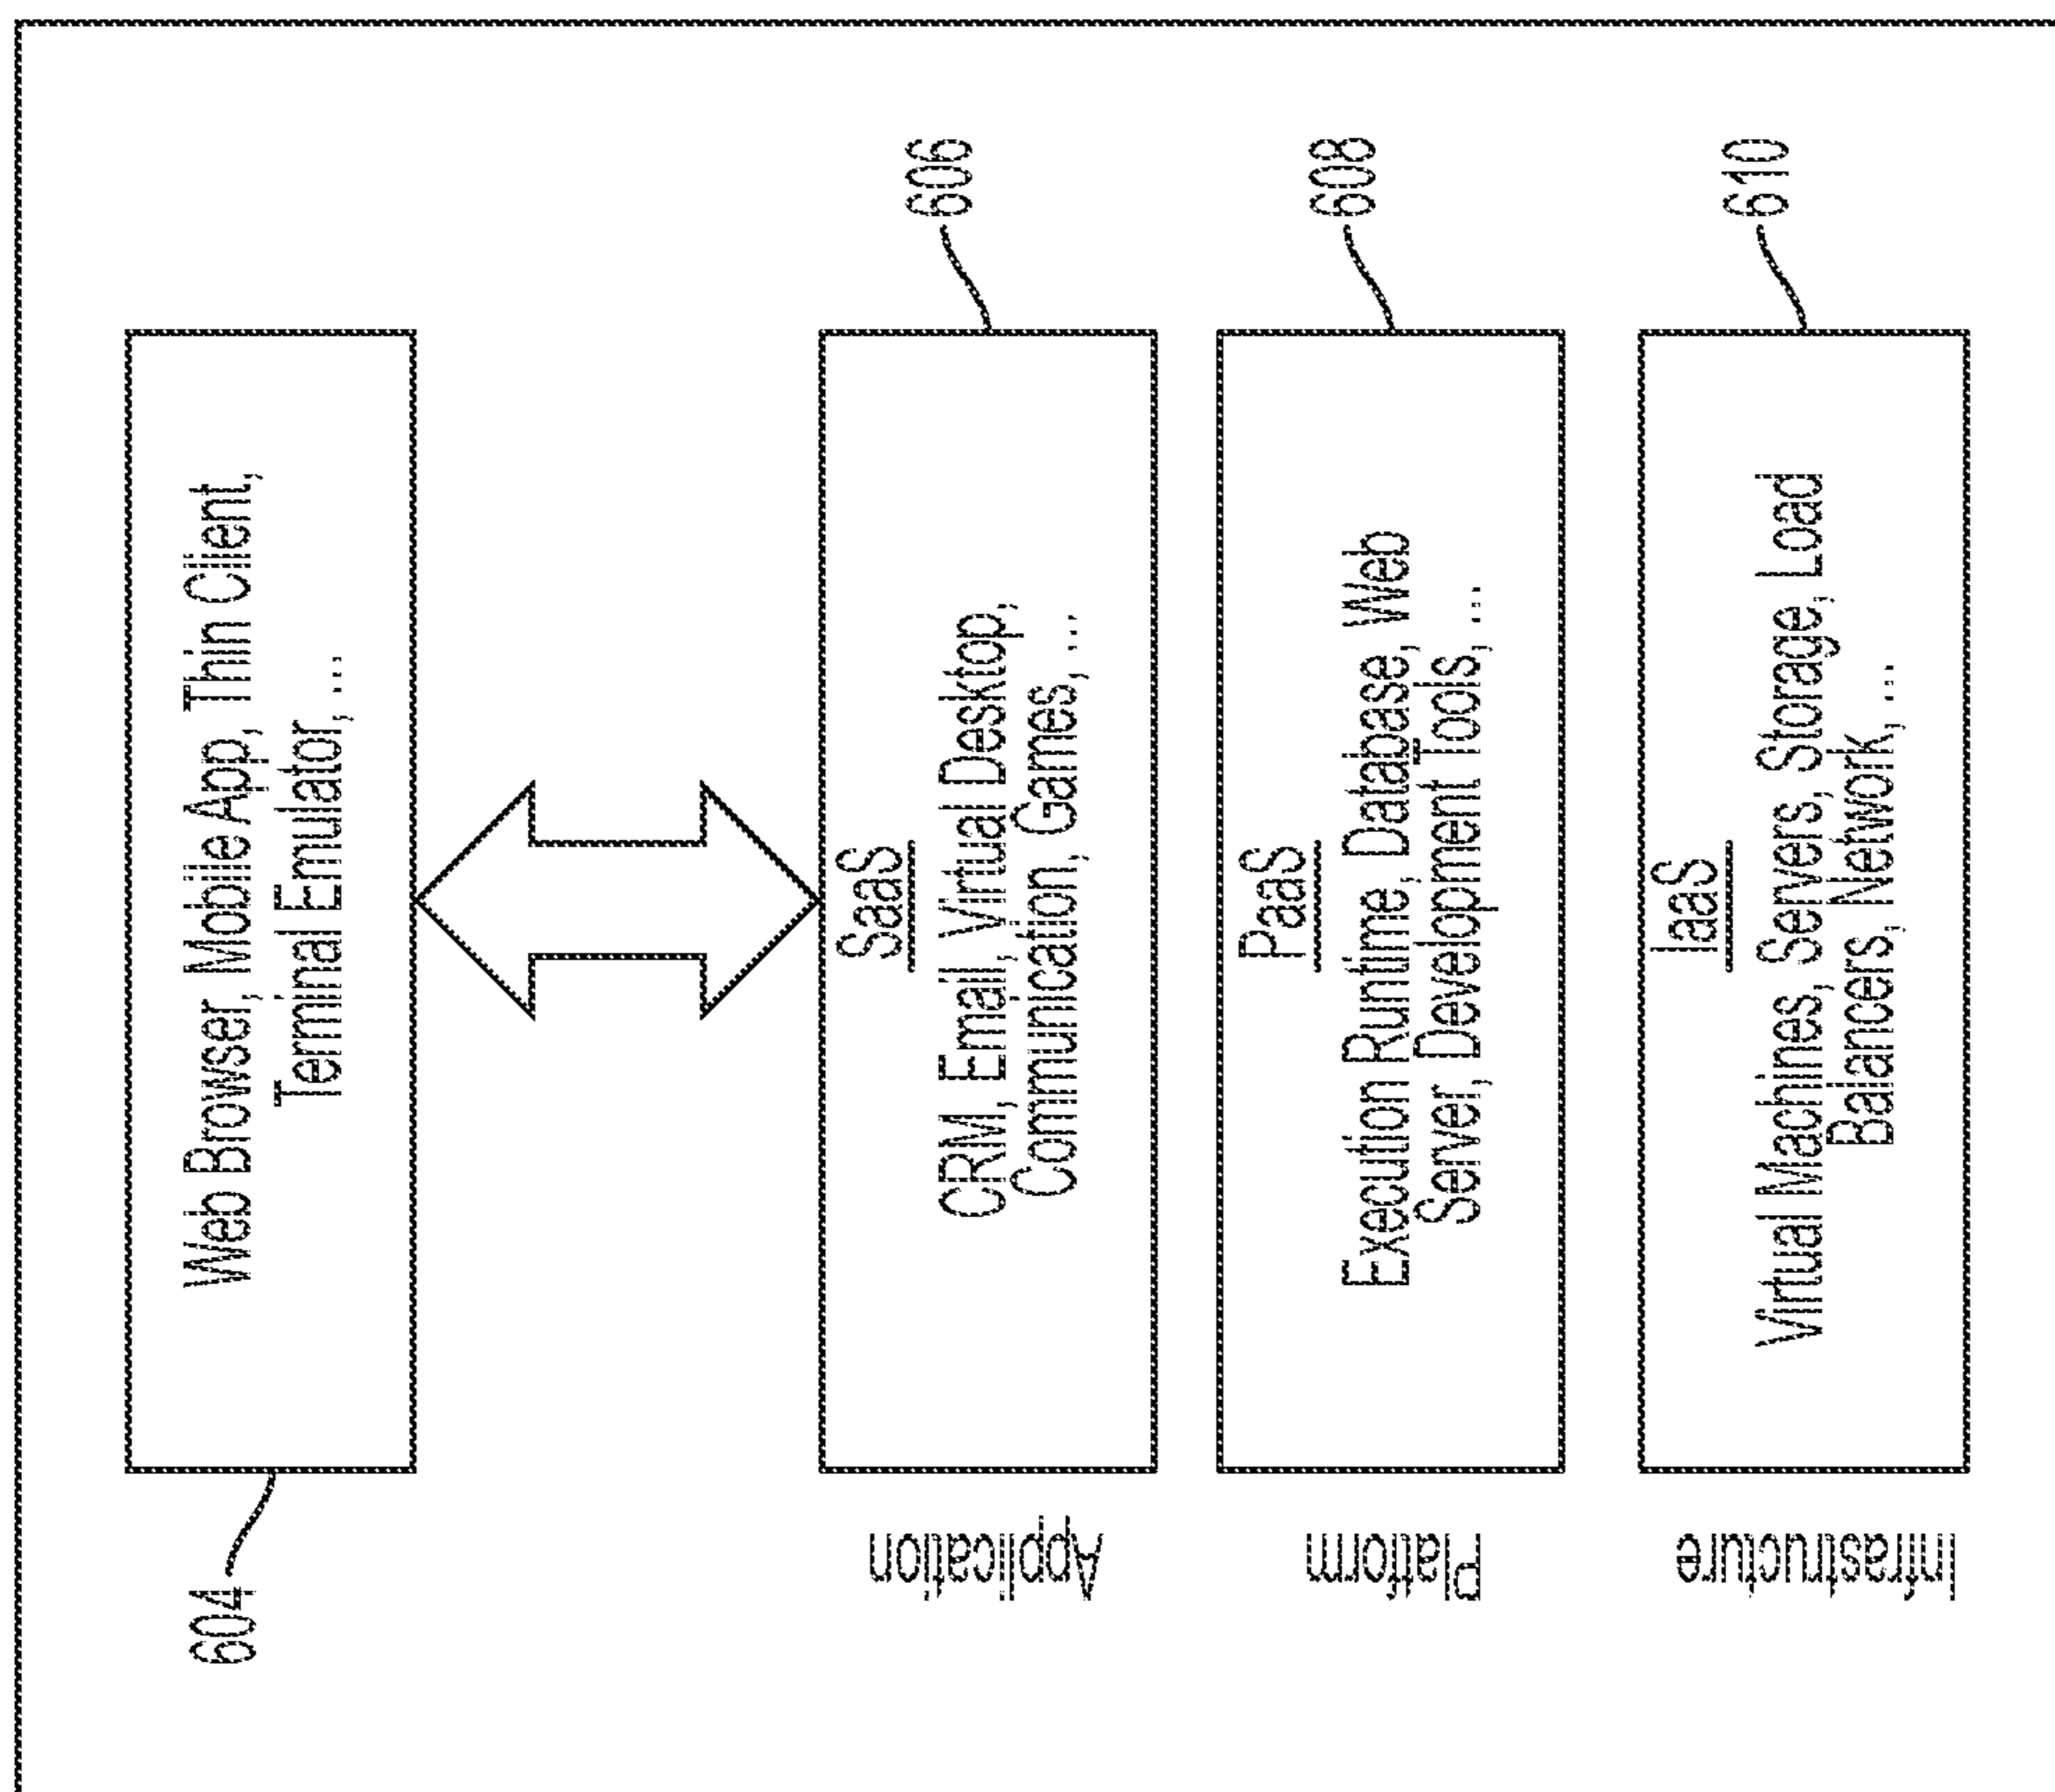 604
Web Browser, Mobile App, Thin Client,
Terminal Emulator, ...
606
Application
SaaS
CRM, Email, Virtual Desktop,
Communication, Games, ...
608
Platform
PaaS
Execution Runtime, Database, Web
Server, Development Tools, ...
610
Infrastructure
IaaS
Virtual Machines, Servers, Storage, Load
Balancers, Network, ...